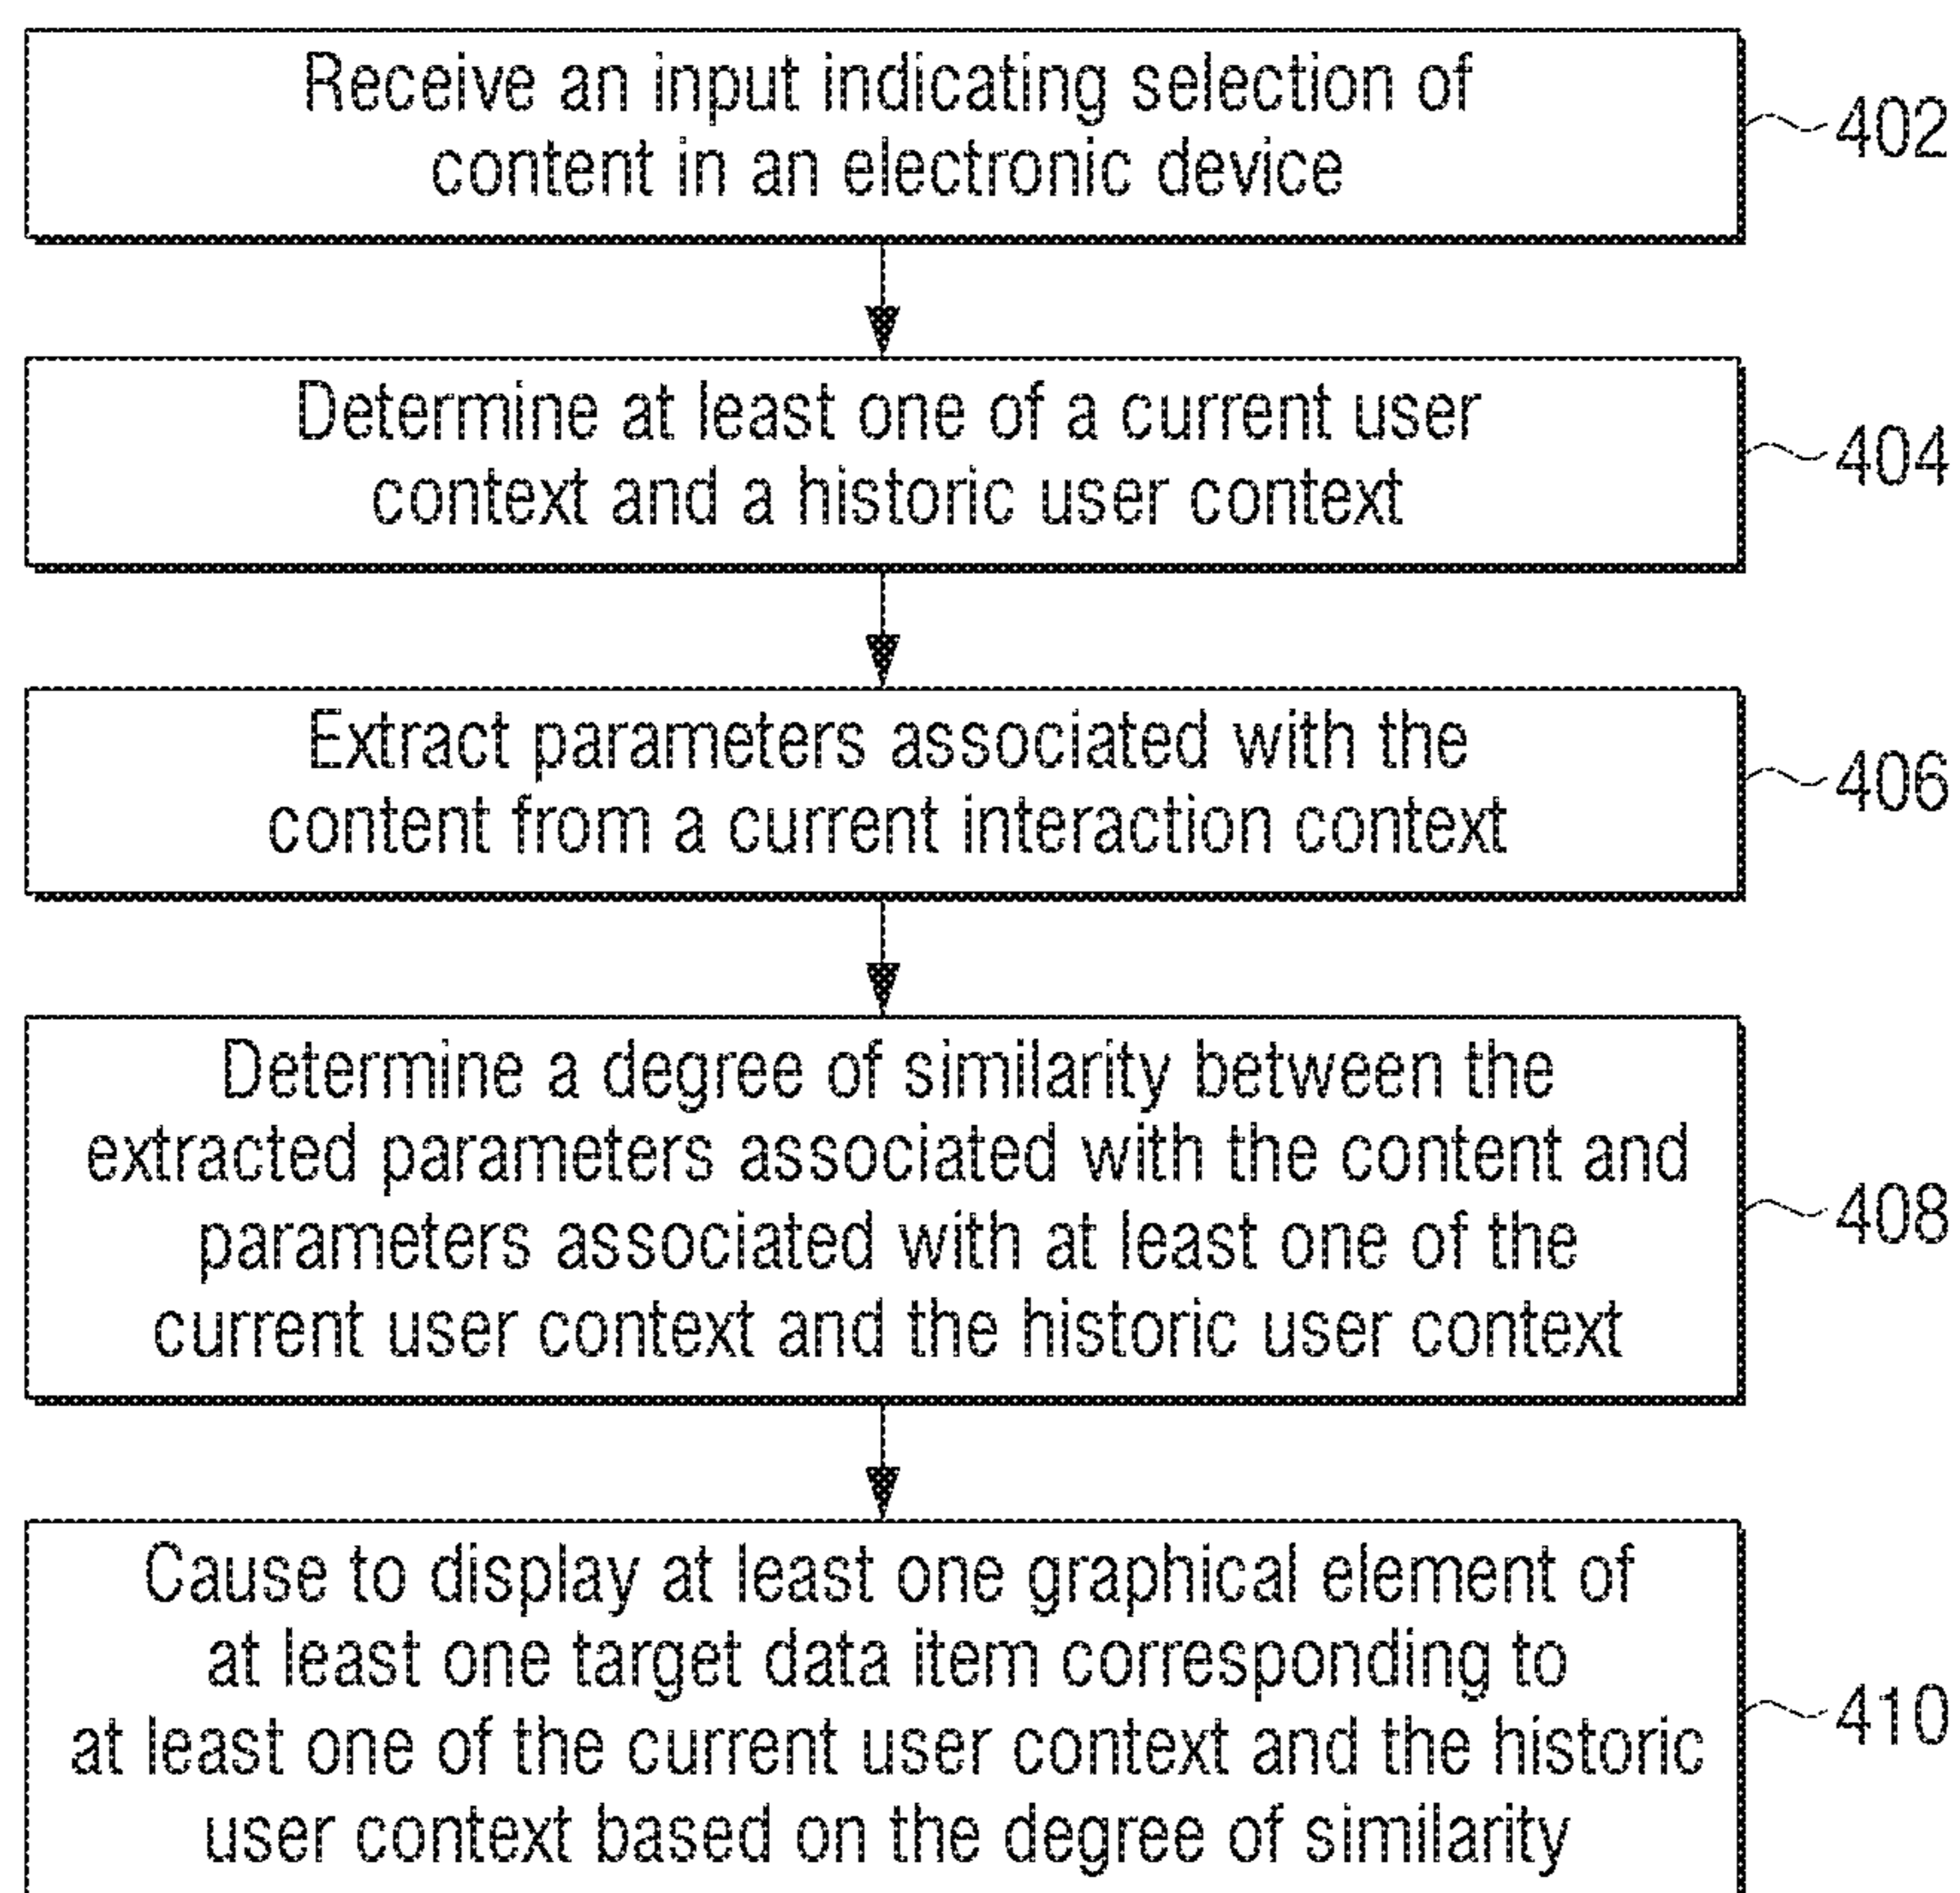 Receive an input indicating selection of
content in an electronic device
402
Determine at least one of a current user
context and a historic user context
404
Extract parameters associated with the
content from a current interaction context
406
Determine a degree of similarity between the
extracted parameters associated with the content and
parameters associated with at least one of the
current user context and the historic user context
408
Cause to display at least one graphical element of
at least one target data item corresponding to
at least one of the current user context and the historic
user context based on the degree of similarity
410